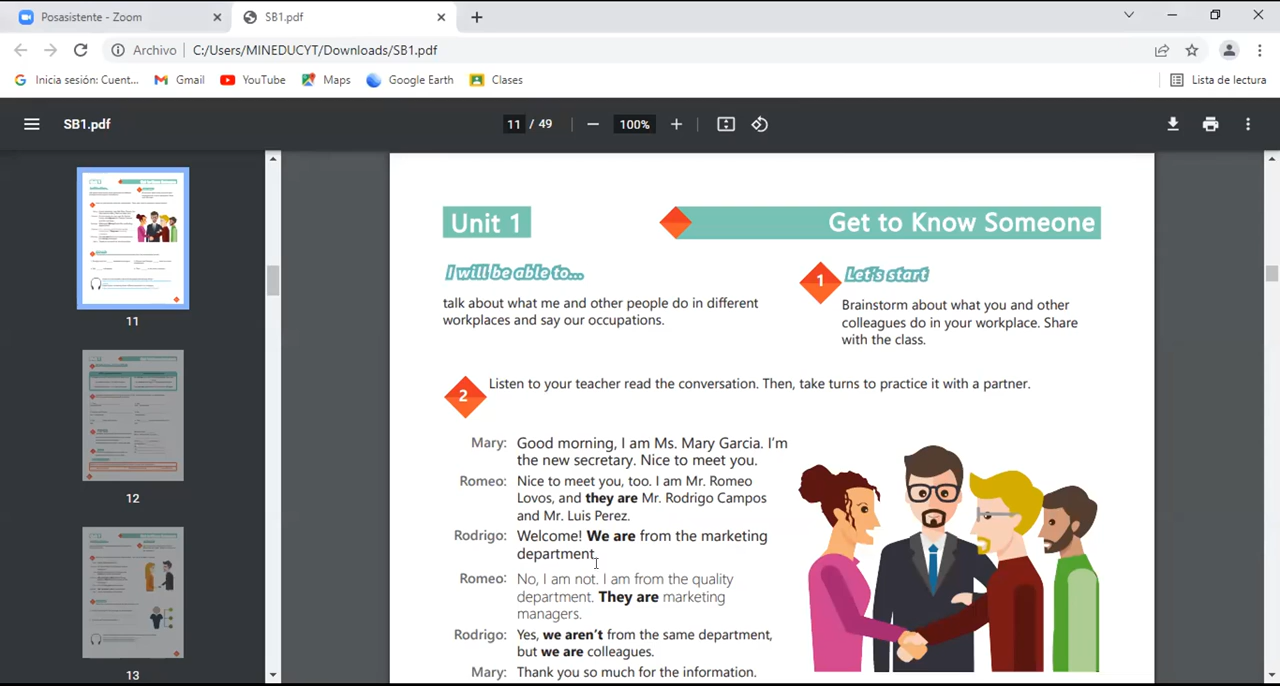 Posasistente - Zoom
SB1.pdf
Archivo
C:/Users/MINEDUCYT/Downloads/SB1.pdf
Inicia sesión: Cuent...
Gmail
YouTube
Maps
Google Earth
Clases
Lista de lectura
SB1.pdf
11 / 49
100%
11
12
13
Unit 1
Get to Know Someone
I will be able to...
talk about what me and other people do in different
workplaces and say our occupations.
1
Let's start
Brainstorm about what you and other
colleagues do in your workplace. Share
with the class.
2
Listen to your teacher read the conversation. Then, take turns to practice it with a partner.
Mary: Good morning, I am Ms. Mary Garcia. I'm
the new secretary. Nice to meet you.
Romeo: Nice to meet you, too. I am Mr. Romeo
Lovos, and they are Mr. Rodrigo Campos
and Mr. Luis Perez.
Rodrigo: Welcome! We are from the marketing
department.
Romeo: No, I am not. I am from the quality
department. They are marketing
managers.
Rodrigo: Yes, we aren't from the same department,
but we are colleagues.
Mary: Thank you so much for the information.